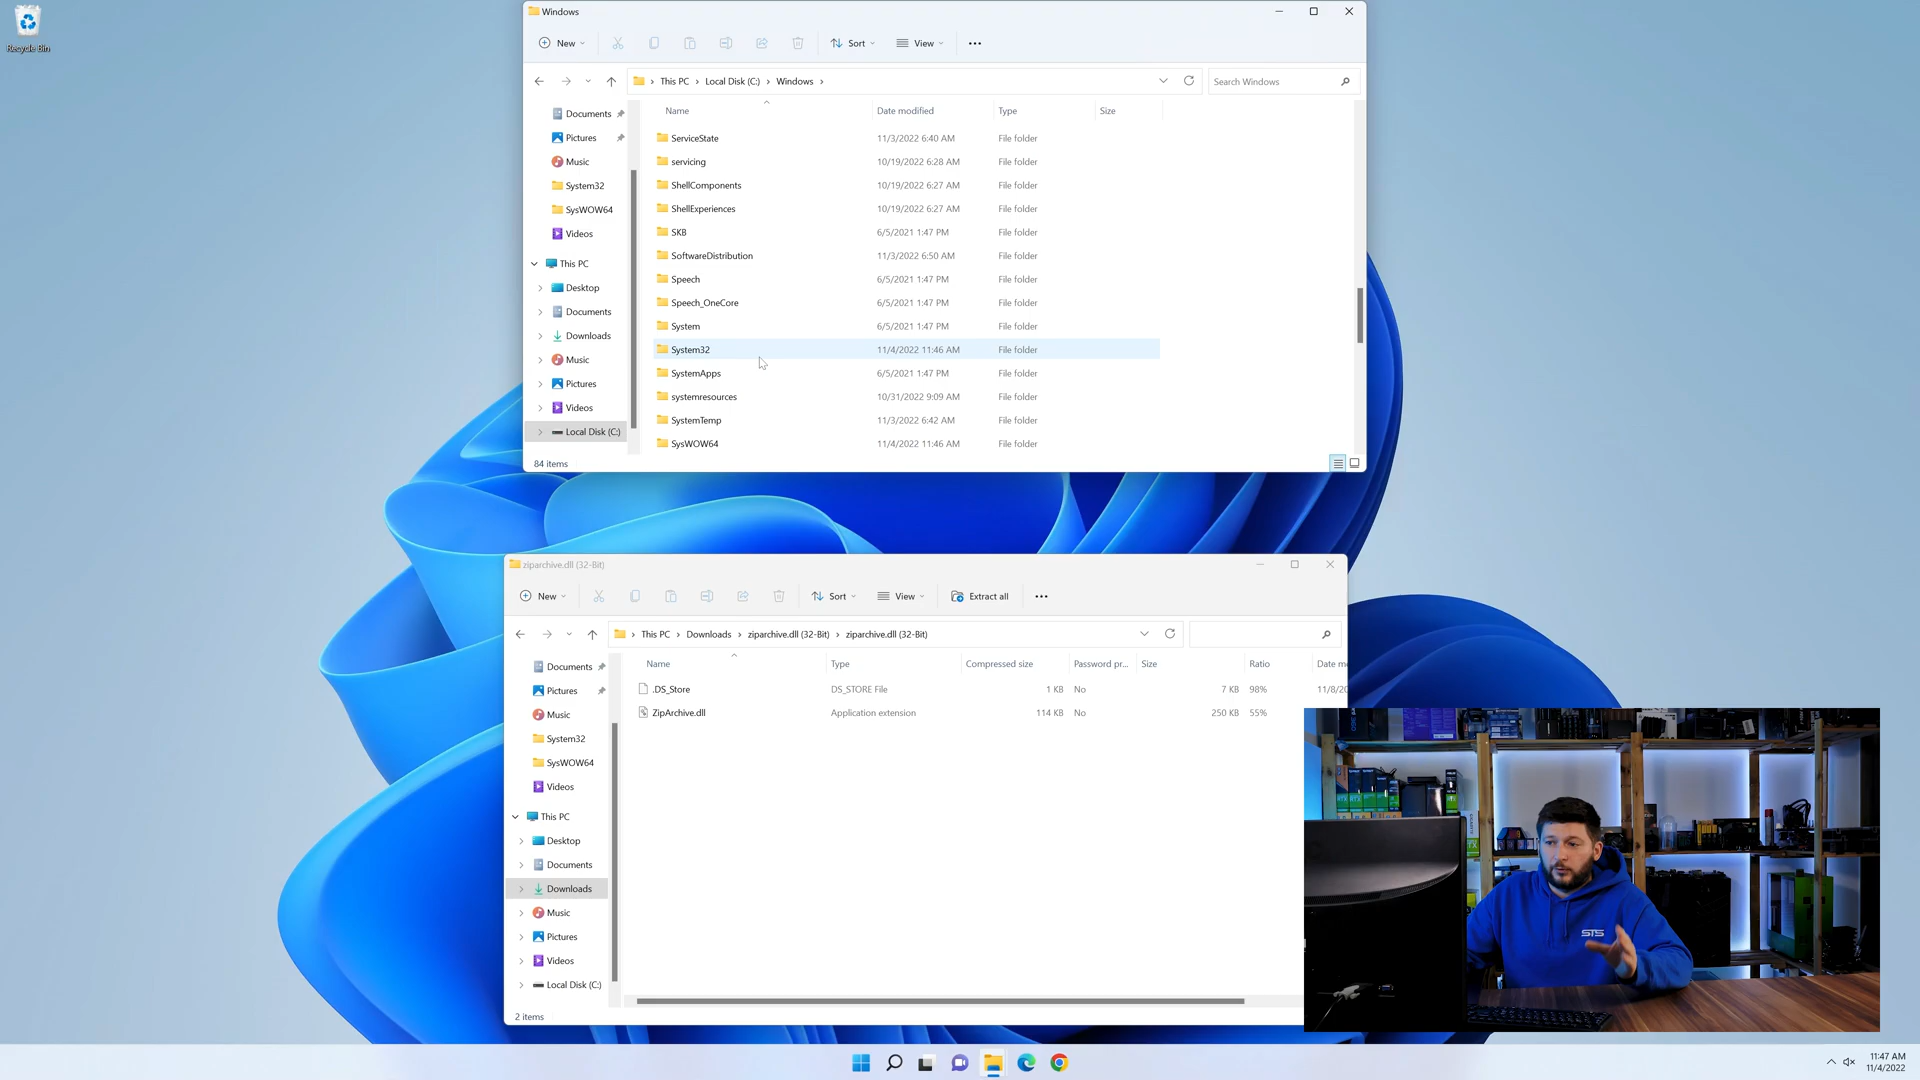 Recycle Bin
Windows
New
Sort
View
This PC
Local Disk (C:)
Windows
Search Windows
Documents
Pictures
Music
System32
SysWOW64
Videos
This PC
Desktop
Documents
Downloads
Music
Pictures
Videos
Local Disk (C:)
Name Date modified Type Size
ServiceState 11/3/2022 6:40 AM File folder
servicing 10/19/2022 6:28 AM File folder
ShellComponents 10/19/2022 6:27 AM File folder
ShellExperiences 10/19/2022 6:27 AM File folder
SKB 6/5/2021 1:47 PM File folder
SoftwareDistribution 11/3/2022 6:50 AM File folder
Speech 6/5/2021 1:47 PM File folder
Speech_OneCore 6/5/2021 1:47 PM File folder
System 6/5/2021 1:47 PM File folder
System32 11/4/2022 11:46 AM File folder
SystemApps 6/5/2021 1:47 PM File folder
systemresources 10/31/2022 9:09 AM File folder
SystemTemp 11/3/2022 6:42 AM File folder
SysWOW64 11/4/2022 11:46 AM File folder
84 items
ziparchive.dll (32-Bit)
New
Sort
View
Extract all
This PC
Downloads
ziparchive.dll (32-Bit)
ziparchive.dll (32-Bit)
Documents
Pictures
Music
System32
SysWOW64
Videos
This PC
Desktop
Documents
Downloads
Music
Pictures
Videos
Local Disk (C:)
Name Type Compressed size Password pr... Size Ratio Date m
.DS_Store DS_STORE File 1 KB No 7 KB 98% 11/8/20
ZipArchive.dll Application extension 114 KB No 250 KB 55%
2 items
STS
11:47 AM
11/4/2022